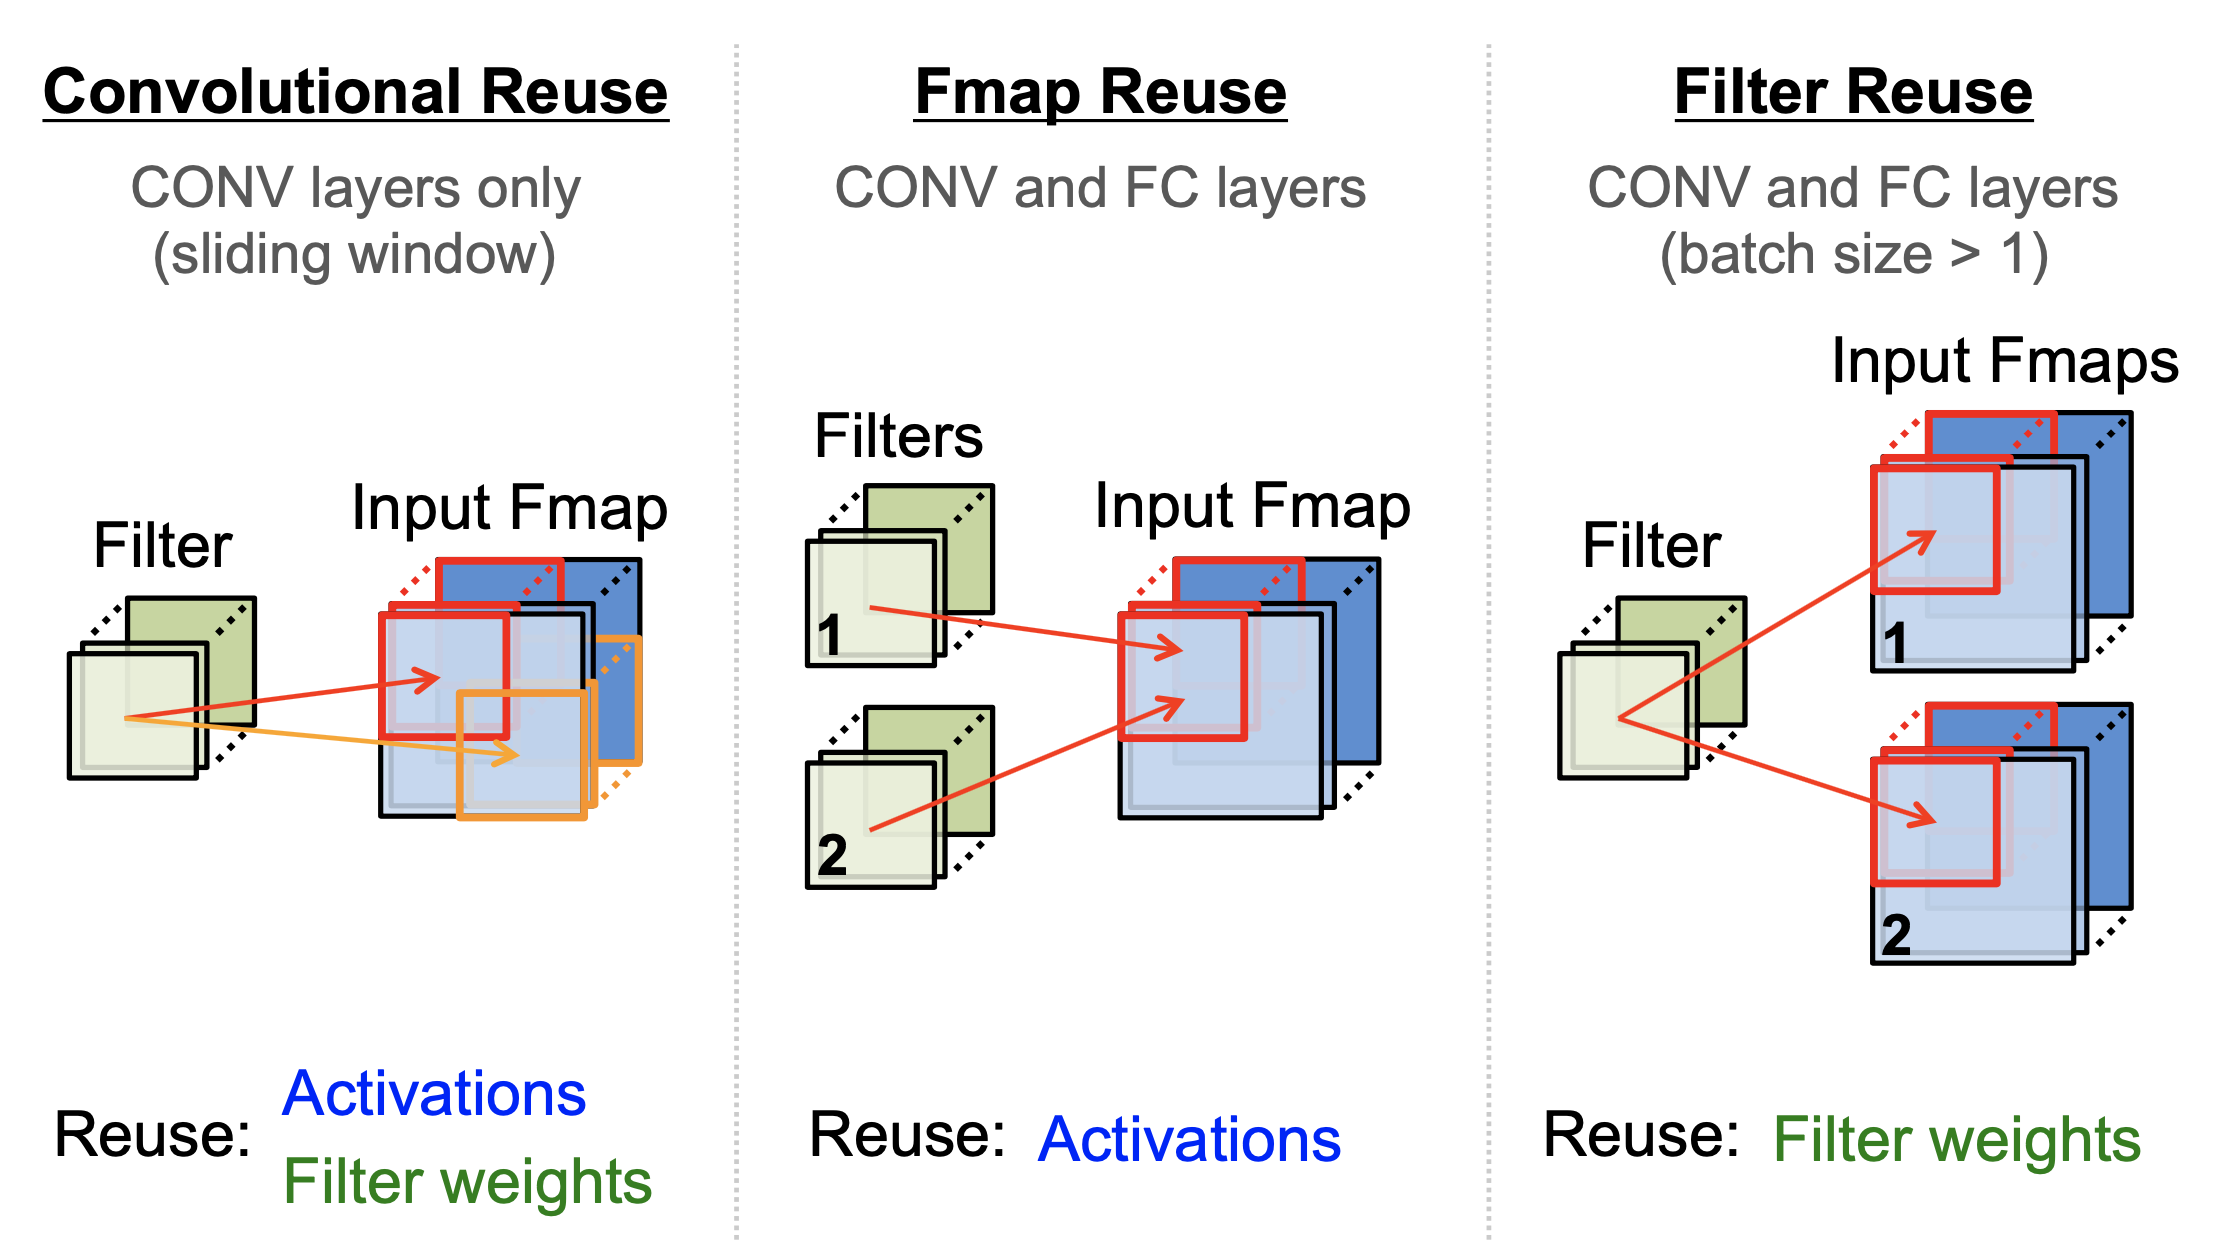 Convolutional Reuse
CONV layers only
(sliding window)
Filter
Input Fmap
Reuse:
Activations
Filter weights
Fmap Reuse
CONV and FC layers
Filters
Input Fmap
1
2
Reuse:
Activations
Filter Reuse
CONV and FC layers
(batch size > 1)
Input Fmaps
Filter
1
2
Reuse:
Filter weights